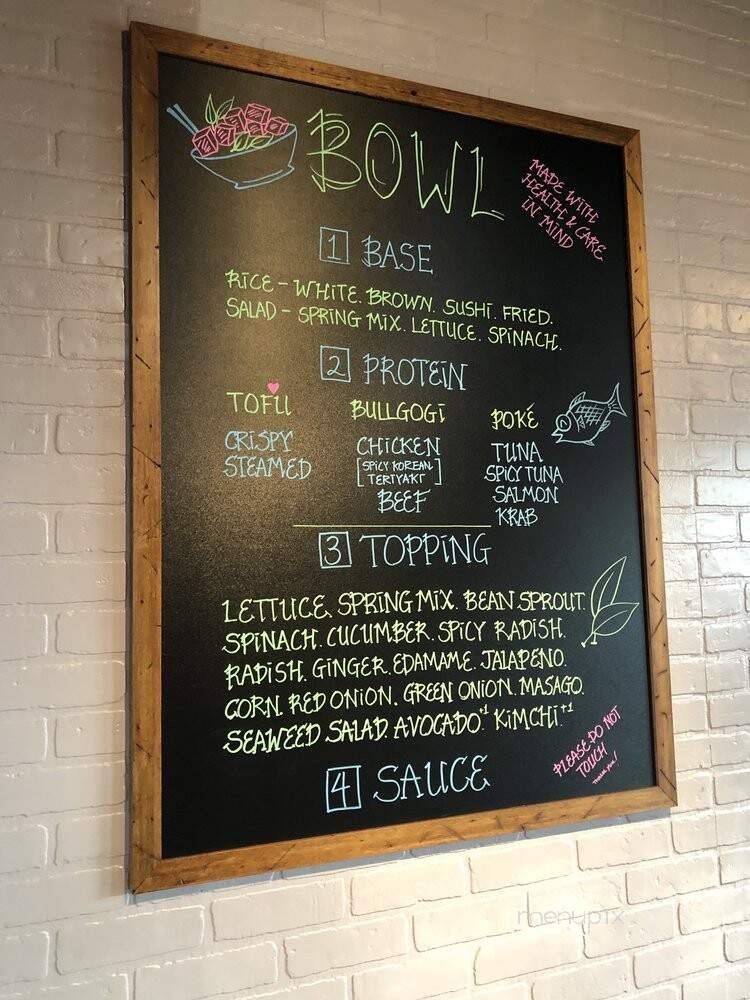 BOWL
MADE WITH
HEALTH & CARE
IN MIND
1 BASE
RICE - WHITE. BROWN. SUSHI. FRIED.
SALAD - SPRING MIX. LETTUCE. SPINACH.
2 PROTEIN
TOFU
CRISPY
STEAMED
BULLGOGI
CHICKEN
[SPICY KOREAN
TERIYAKI]
BEEF
POKÉ
TUNA
SPICY TUNA
SALMON
KRAB
3 TOPPING
LETTUCE. SPRING MIX. BEAN SPROUT.
SPINACH. CUCUMBER. SPICY RADISH.
RADISH. GINGER. EDAMAME. JALAPENO.
CORN. RED ONION. GREEN ONION. MASAGO.
SEAWEED SALAD. AVOCADO.+1 KIMCHI.+1
PLEASE DO NOT
TOUCH
THANK YOU!
4 SAUCE
menupix